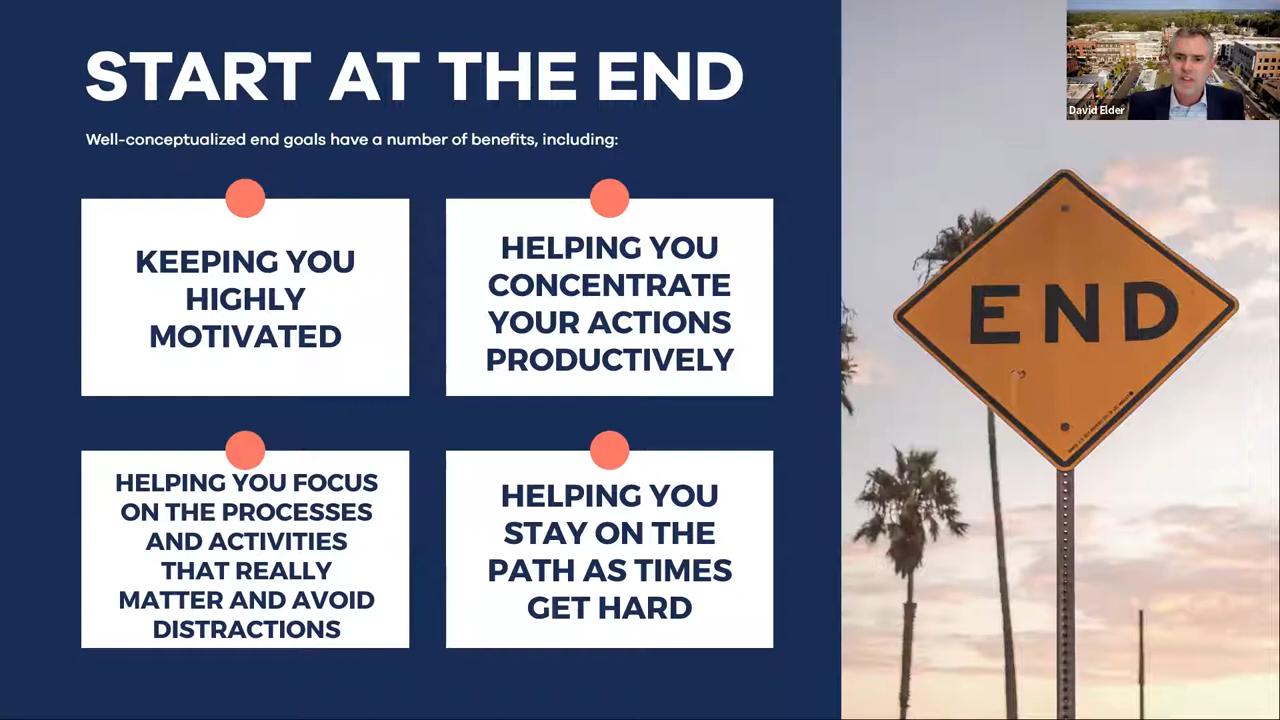 START AT THE END
Well-conceptualized end goals have a number of benefits, including:
KEEPING YOU
HIGHLY
MOTIVATED
HELPING YOU
CONCENTRATE
YOUR ACTIONS
PRODUCTIVELY
HELPING YOU FOCUS
ON THE PROCESSES
AND ACTIVITIES
THAT REALLY
MATTER AND AVOID
DISTRACTIONS
HELPING YOU
STAY ON THE
PATH AS TIMES
GET HARD
David Elder
END